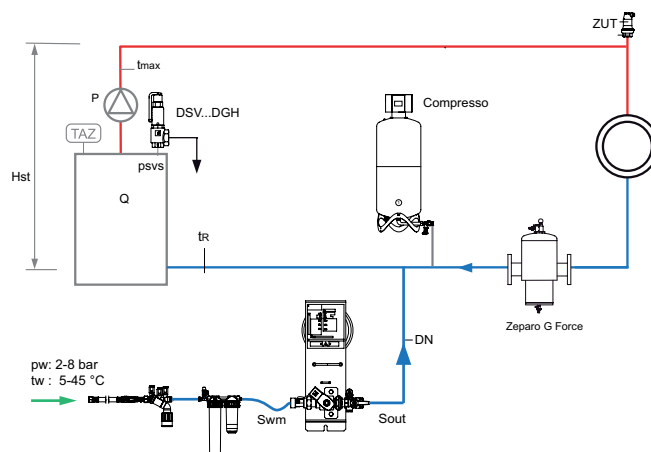 ZUT
tmax
P
DSV...DGH
Compresso
TAZ
psvs
Hst
Q
tR
Zeparo G Force
DN
pw: 2-8 bar
tw : 5-45 °C
Swm
Sout